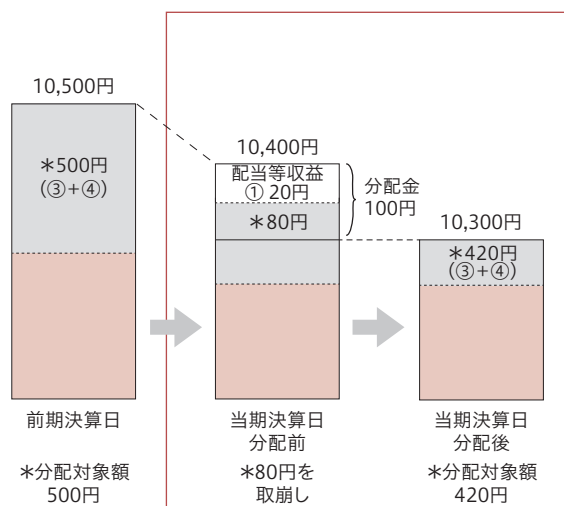 10,500円
＊500円
(③+④)
前期決算日
＊分配対象額
500円
10,400円
配当等収益
① 20円
＊80円
分配金
100円
当期決算日
分配前
＊80円を
取崩し
10,300円
＊420円
(③+④)
当期決算日
分配後
＊分配対象額
420円